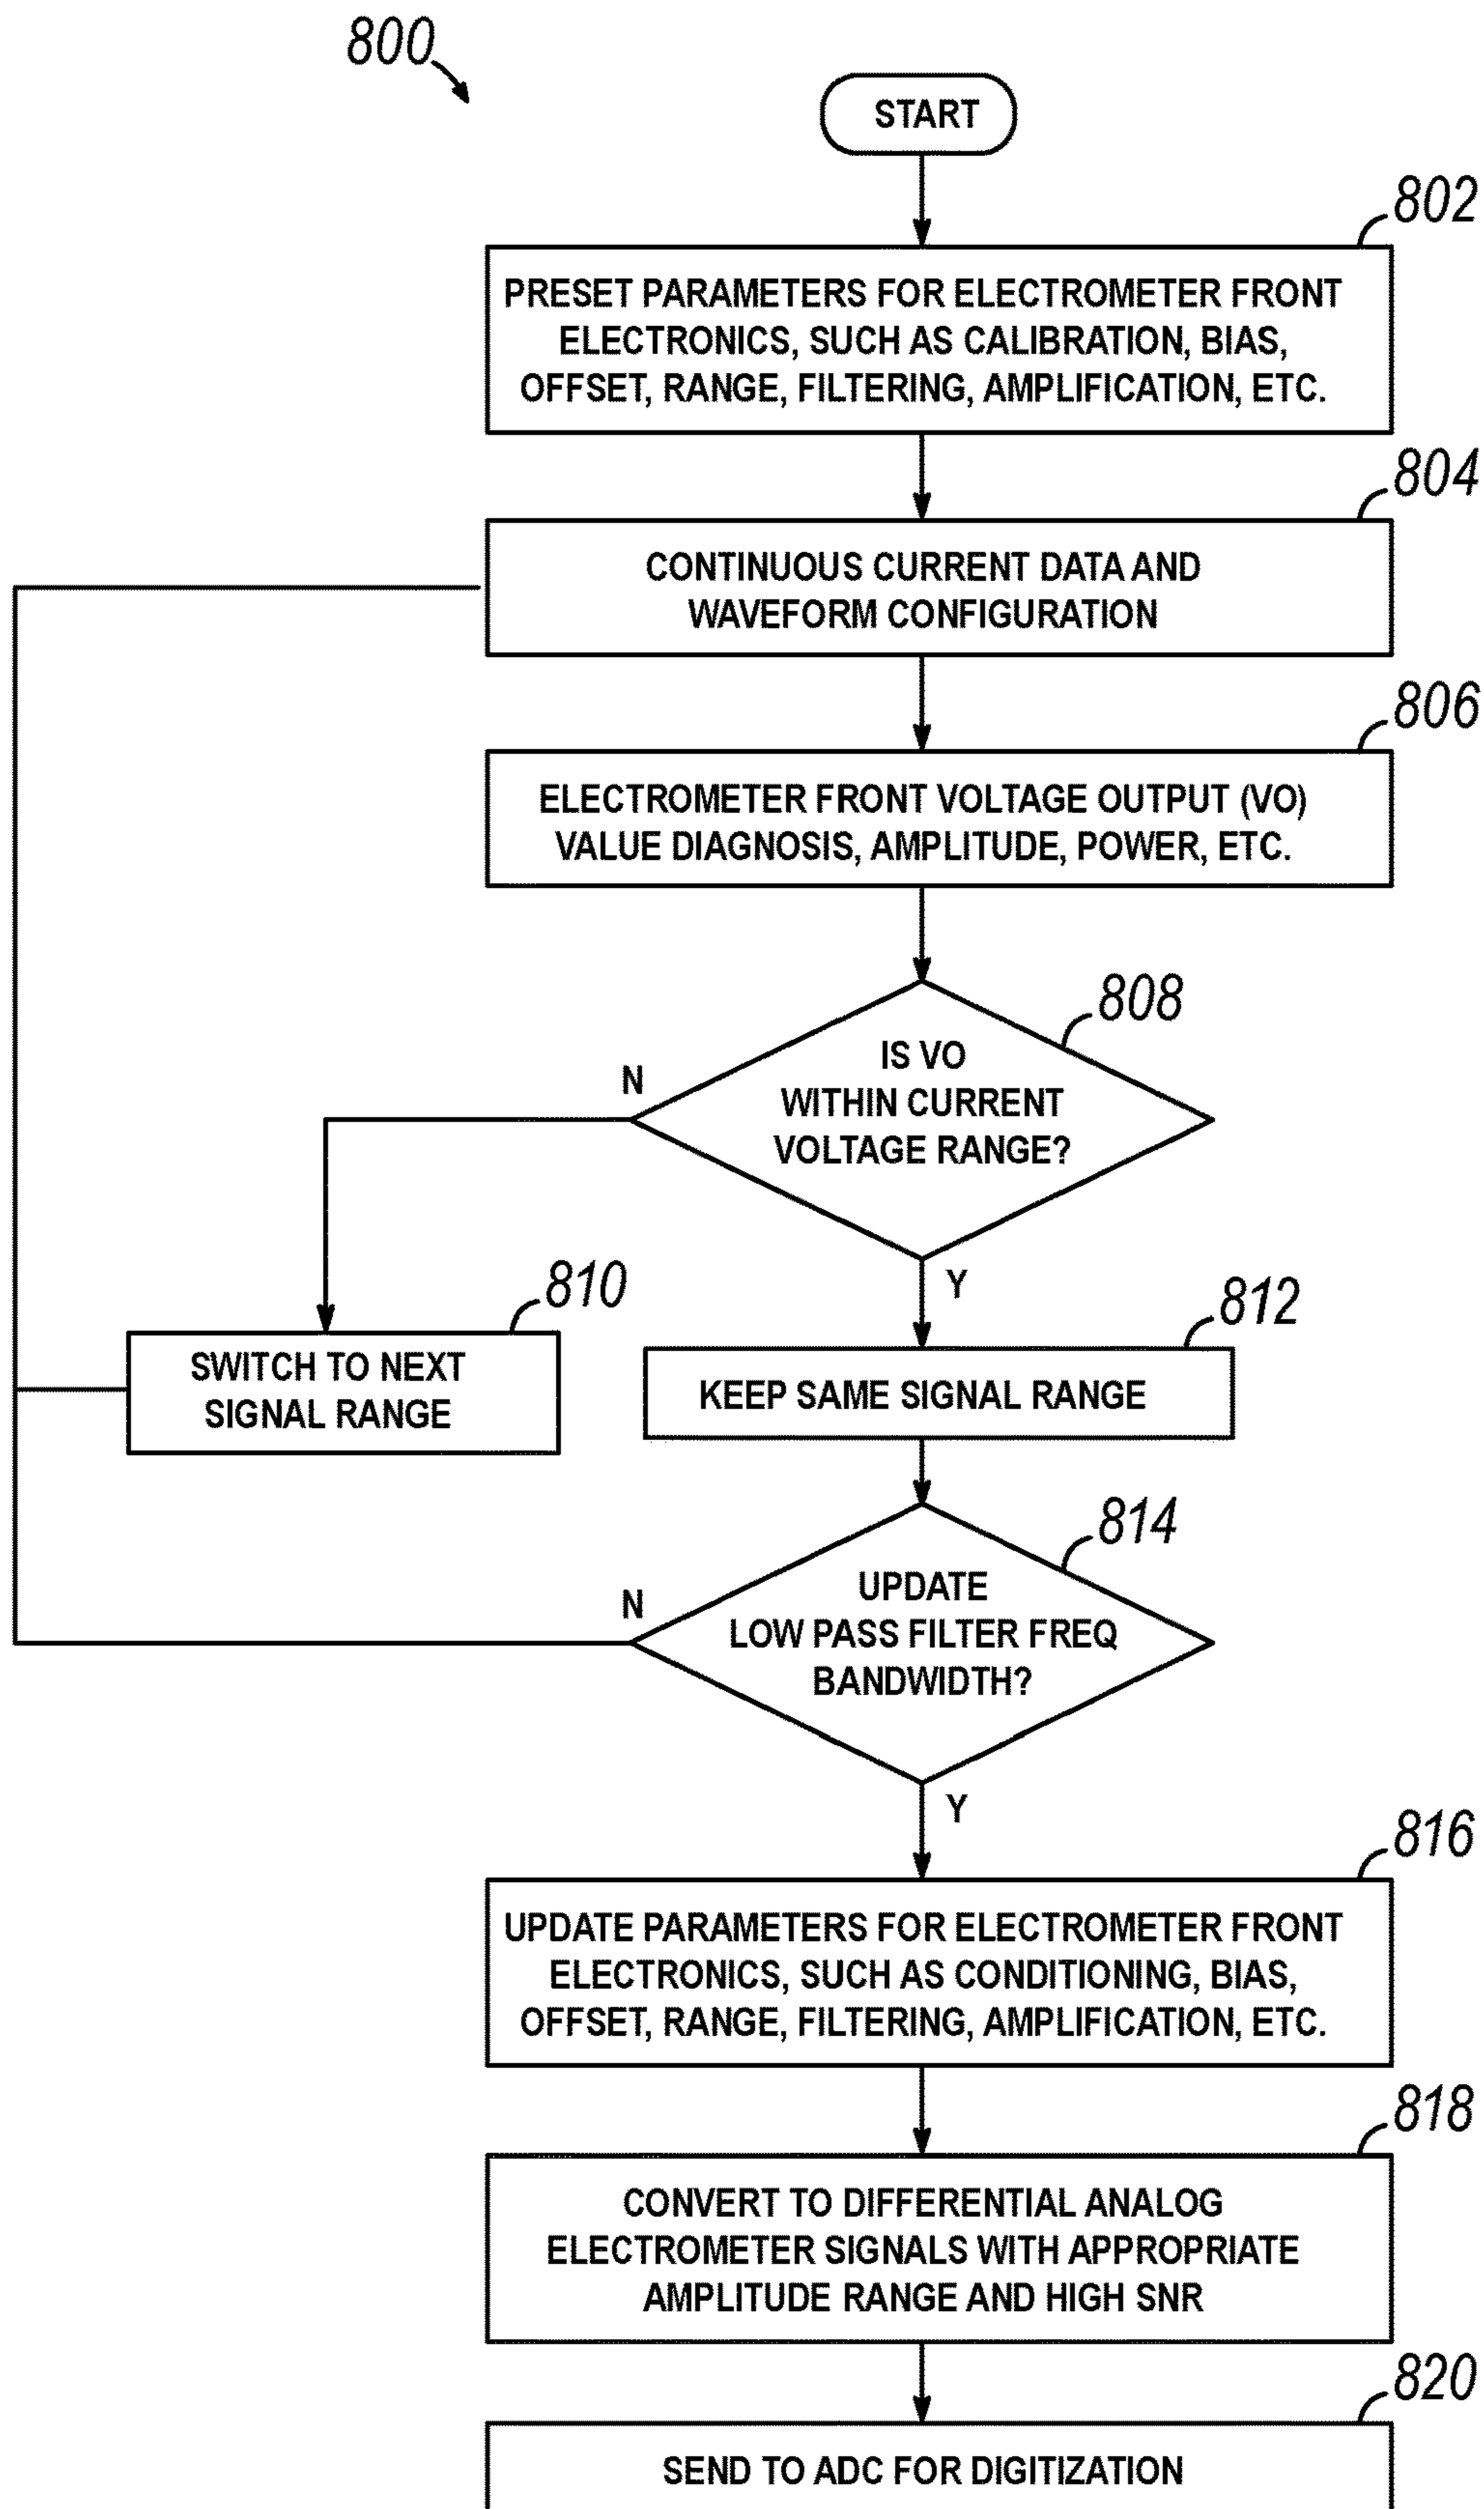 800
START
802
PRESET PARAMETERS FOR ELECTROMETER FRONT
ELECTRONICS, SUCH AS CALIBRATION, BIAS,
OFFSET, RANGE, FILTERING, AMPLIFICATION, ETC.
804
CONTINUOUS CURRENT DATA AND
WAVEFORM CONFIGURATION
806
ELECTROMETER FRONT VOLTAGE OUTPUT (VO)
VALUE DIAGNOSIS, AMPLITUDE, POWER, ETC.
808
IS VO
WITHIN CURRENT
VOLTAGE RANGE?
N
Y
810
SWITCH TO NEXT
SIGNAL RANGE
812
KEEP SAME SIGNAL RANGE
814
UPDATE
LOW PASS FILTER FREQ
BANDWIDTH?
N
Y
816
UPDATE PARAMETERS FOR ELECTROMETER FRONT
ELECTRONICS, SUCH AS CONDITIONING, BIAS,
OFFSET, RANGE, FILTERING, AMPLIFICATION, ETC.
818
CONVERT TO DIFFERENTIAL ANALOG
ELECTROMETER SIGNALS WITH APPROPRIATE
AMPLITUDE RANGE AND HIGH SNR
820
SEND TO ADC FOR DIGITIZATION